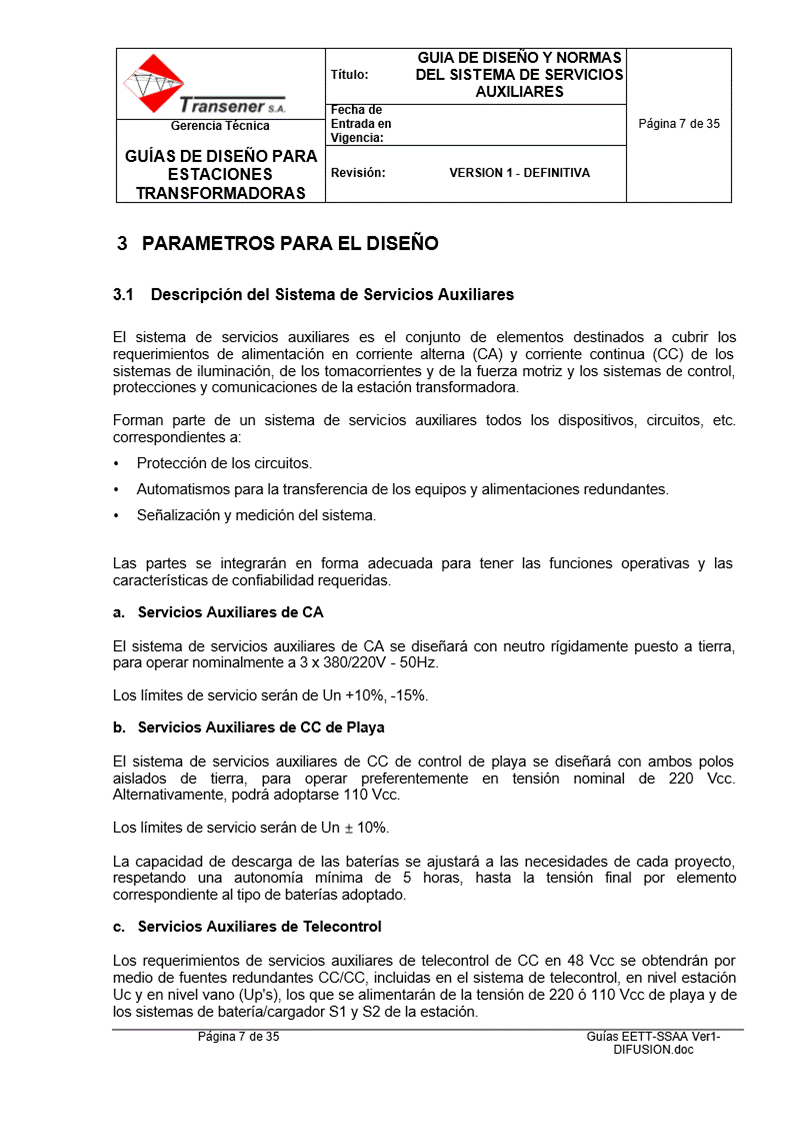 Transener S.A.
Gerencia Técnica
GUÍAS DE DISEÑO PARA
ESTACIONES
TRANSFORMADORAS
Título:
GUIA DE DISEÑO Y NORMAS
DEL SISTEMA DE SERVICIOS
AUXILIARES
Fecha de
Entrada en
Vigencia:
Revisión:
VERSION 1 - DEFINITIVA
Página 7 de 35
3 PARAMETROS PARA EL DISEÑO
3.1 Descripción del Sistema de Servicios Auxiliares
El sistema de servicios auxiliares es el conjunto de elementos destinados a cubrir los
requerimientos de alimentación en corriente alterna (CA) y corriente continua (CC) de los
sistemas de iluminación, de los tomacorrientes y de la fuerza motriz y los sistemas de control,
protecciones y comunicaciones de la estación transformadora.
Forman parte de un sistema de servicios auxiliares todos los dispositivos, circuitos, etc.
correspondientes a:
• Protección de los circuitos.
• Automatismos para la transferencia de los equipos y alimentaciones redundantes.
• Señalización y medición del sistema.
Las partes se integrarán en forma adecuada para tener las funciones operativas y las
características de confiabilidad requeridas.
a. Servicios Auxiliares de CA
El sistema de servicios auxiliares de CA se diseñará con neutro rígidamente puesto a tierra,
para operar nominalmente a 3 x 380/220V - 50Hz.
Los límites de servicio serán de Un +10%, -15%.
b. Servicios Auxiliares de CC de Playa
El sistema de servicios auxiliares de CC de control de playa se diseñará con ambos polos
aislados de tierra, para operar preferentemente en tensión nominal de 220 Vcc.
Alternativamente, podrá adoptarse 110 Vcc.
Los límites de servicio serán de Un ± 10%.
La capacidad de descarga de las baterías se ajustará a las necesidades de cada proyecto,
respetando una autonomía mínima de 5 horas, hasta la tensión final por elemento
correspondiente al tipo de baterías adoptado.
c. Servicios Auxiliares de Telecontrol
Los requerimientos de servicios auxiliares de telecontrol de CC en 48 Vcc se obtendrán por
medio de fuentes redundantes CC/CC, incluidas en el sistema de telecontrol, en nivel estación
Uc y en nivel vano (Up's), los que se alimentarán de la tensión de 220 ó 110 Vcc de playa y de
los sistemas de batería/cargador S1 y S2 de la estación.
Página 7 de 35
Guías EETT-SSAA Ver1-
DIFUSION.doc